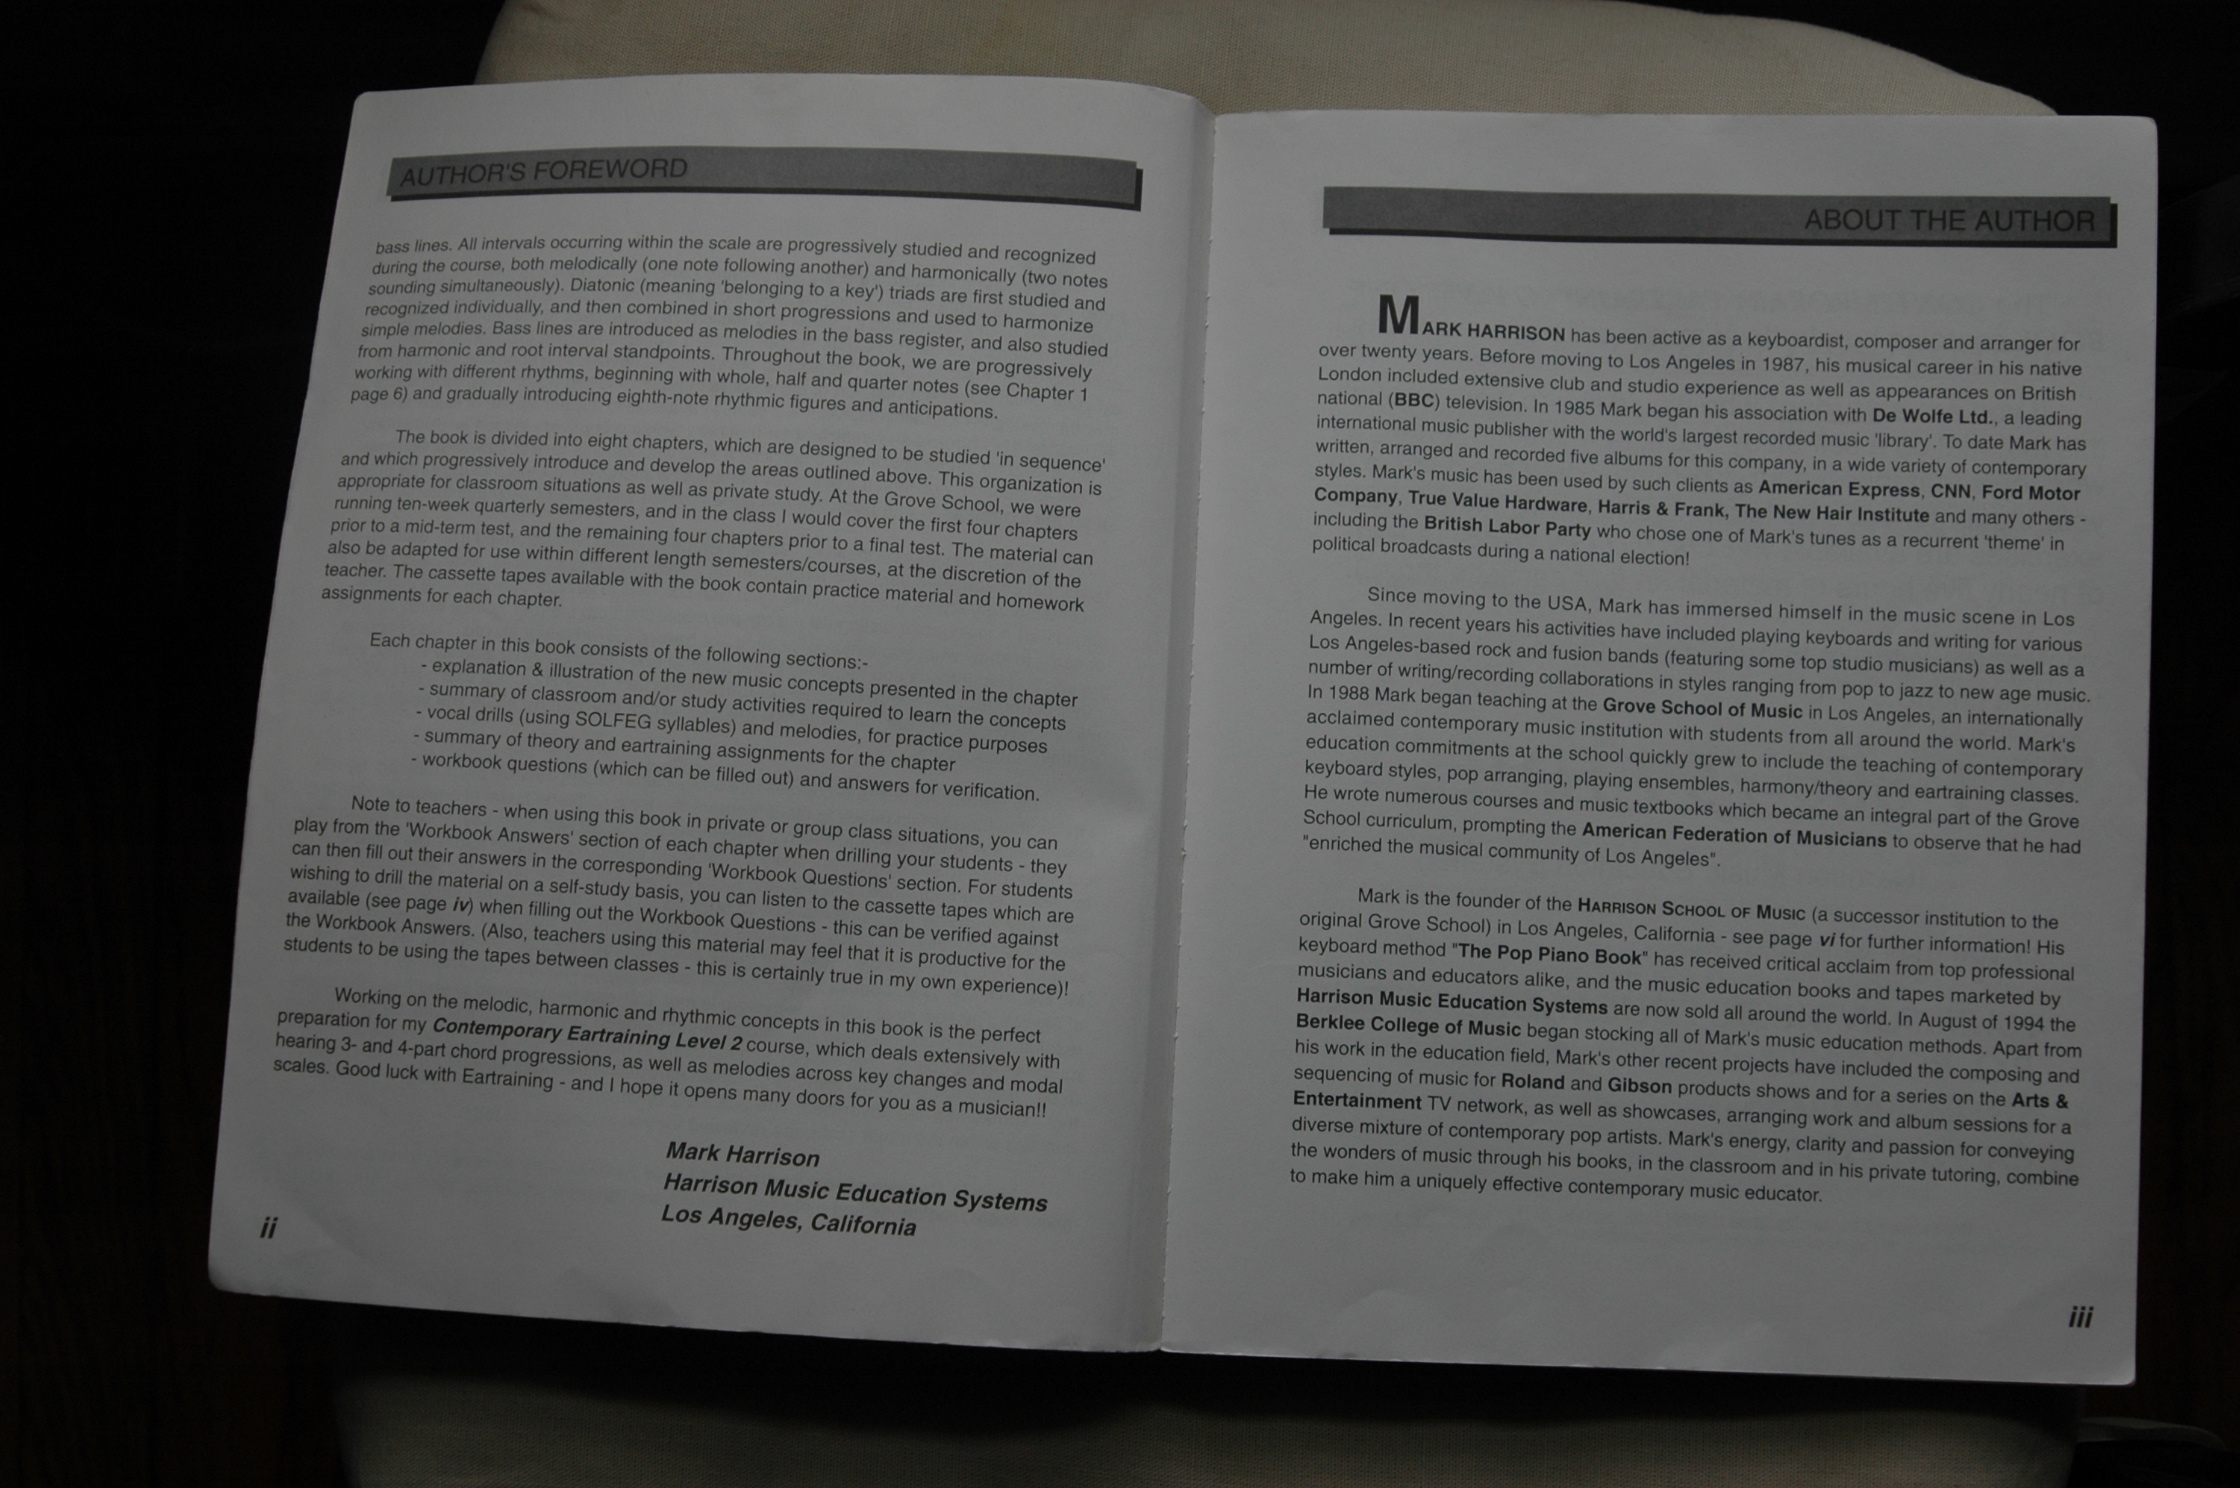 AUTHOR'S FOREWORD
bass lines. All intervals occurring within the scale are progressively studied and recognized
during the course, both melodically (one note following another) and harmonically (two notes
sounding simultaneously). Diatonic (meaning 'belonging to a key') triads are first studied and
recognized individually, and then combined in short progressions and used to harmonize
simple melodies. Bass lines are introduced as melodies in the bass register, and also studied
from harmonic and root interval standpoints. Throughout the book, we are progressively
working with different rhythms, beginning with whole, half and quarter notes (see Chapter 1
page 6) and gradually introducing eighth-note rhythmic figures and anticipations.
The book is divided into eight chapters, which are designed to be studied 'in sequence'
and which progressively introduce and develop the areas outlined above. This organization is
appropriate for classroom situations as well as private study. At the Grove School, we were
running ten-week quarterly semesters, and in the class I would cover the first four chapters
prior to a mid-term test, and the remaining four chapters prior to a final test. The material can
also be adapted for use within different length semesters/courses, at the discretion of the
teacher. The cassette tapes available with the book contain practice material and homework
assignments for each chapter.
Each chapter in this book consists of the following sections:-
- explanation & illustration of the new music concepts presented in the chapter
- summary of classroom and/or study activities required to learn the concepts
- vocal drills (using SOLFEG syllables) and melodies, for practice purposes
- summary of theory and eartraining assignments for the chapter
- workbook questions (which can be filled out) and answers for verification.
Note to teachers - when using this book in private or group class situations, you can
play from the 'Workbook Answers' section of each chapter when drilling your students - they
can then fill out their answers in the corresponding 'Workbook Questions' section. For students
wishing to drill the material on a self-study basis, you can listen to the cassette tapes which are
available (see page iv) when filling out the Workbook Questions - this can be verified against
the Workbook Answers. (Also, teachers using this material may feel that it is productive for the
students to be using the tapes between classes - this is certainly true in my own experience)!
Working on the melodic, harmonic and rhythmic concepts in this book is the perfect
preparation for my Contemporary Eartraining Level 2 course, which deals extensively with
hearing 3- and 4-part chord progressions, as well as melodies across key changes and modal
scales. Good luck with Eartraining - and I hope it opens many doors for you as a musician!!
Mark Harrison
Harrison Music Education Systems
Los Angeles, California
ii
ABOUT THE AUTHOR
MARK HARRISON has been active as a keyboardist, composer and arranger for
over twenty years. Before moving to Los Angeles in 1987, his musical career in his native
London included extensive club and studio experience as well as appearances on British
national (BBC) television. In 1985 Mark began his association with De Wolfe Ltd., a leading
international music publisher with the world's largest recorded music 'library'. To date Mark has
written, arranged and recorded five albums for this company, in a wide variety of contemporary
styles. Mark's music has been used by such clients as American Express, CNN, Ford Motor
Company, True Value Hardware, Harris & Frank, The New Hair Institute and many others -
including the British Labor Party who chose one of Mark's tunes as a recurrent 'theme' in
political broadcasts during a national election!
Since moving to the USA, Mark has immersed himself in the music scene in Los
Angeles. In recent years his activities have included playing keyboards and writing for various
Los Angeles-based rock and fusion bands (featuring some top studio musicians) as well as a
number of writing/recording collaborations in styles ranging from pop to jazz to new age music.
In 1988 Mark began teaching at the Grove School of Music in Los Angeles, an internationally
acclaimed contemporary music institution with students from all around the world. Mark's
education commitments at the school quickly grew to include the teaching of contemporary
keyboard styles, pop arranging, playing ensembles, harmony/theory and eartraining classes.
He wrote numerous courses and music textbooks which became an integral part of the Grove
School curriculum, prompting the American Federation of Musicians to observe that he had
"enriched the musical community of Los Angeles".
Mark is the founder of the HARRISON SCHOOL OF MUSIC (a successor institution to the
original Grove School) in Los Angeles, California - see page vi for further information! His
keyboard method "The Pop Piano Book" has received critical acclaim from top professional
musicians and educators alike, and the music education books and tapes marketed by
Harrison Music Education Systems are now sold all around the world. In August of 1994 the
Berklee College of Music began stocking all of Mark's music education methods. Apart from
his work in the education field, Mark's other recent projects have included the composing and
sequencing of music for Roland and Gibson products shows and for a series on the Arts &
Entertainment TV network, as well as showcases, arranging work and album sessions for a
diverse mixture of contemporary pop artists. Mark's energy, clarity and passion for conveying
the wonders of music through his books, in the classroom and in his private tutoring, combine
to make him a uniquely effective contemporary music educator.
iii